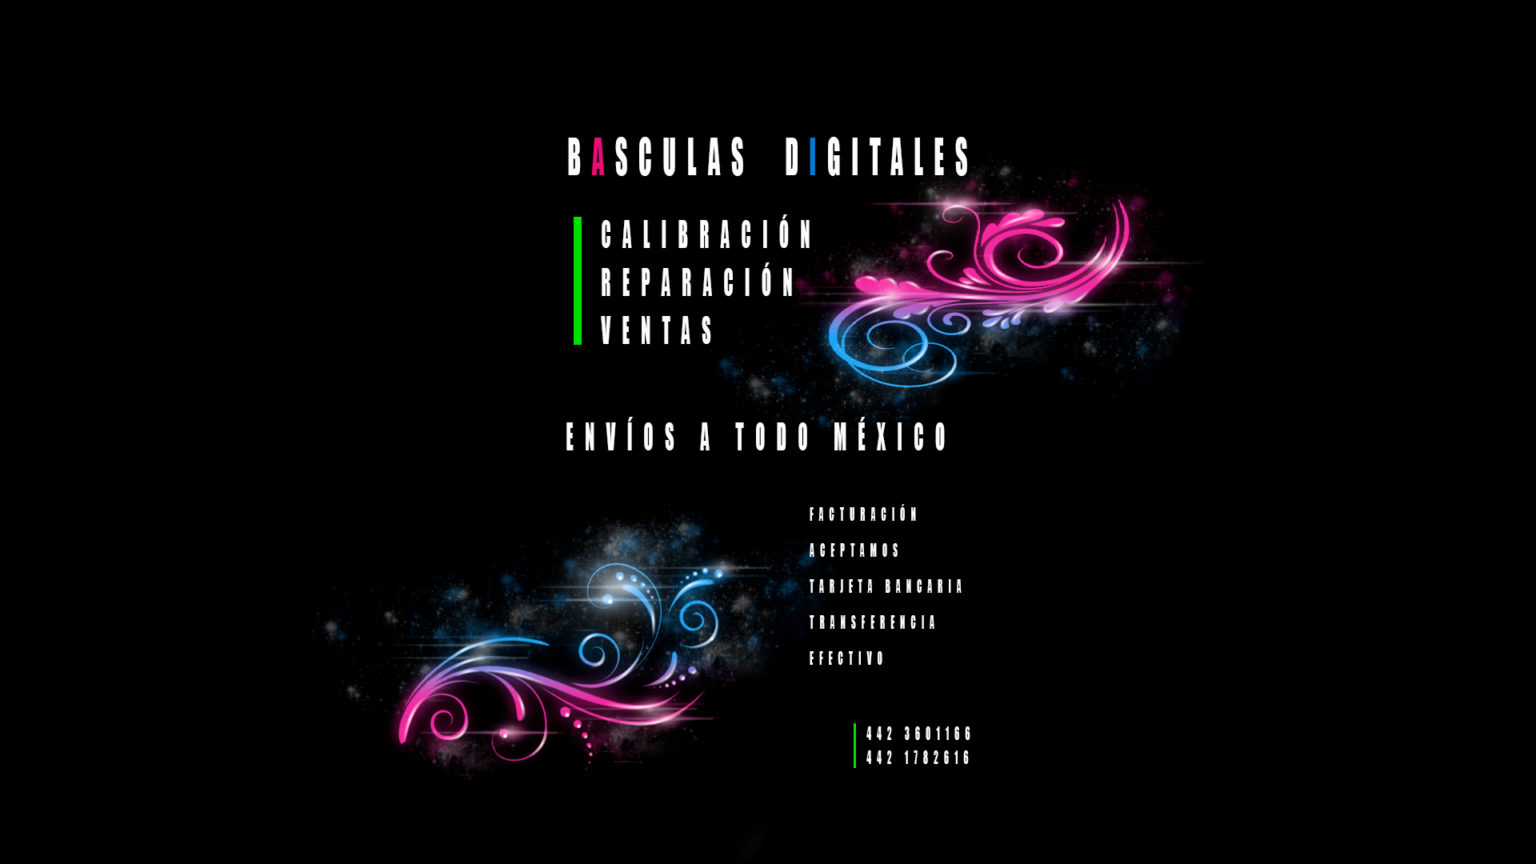 BASCULAS DIGITALES
CALIBRACIÓN
REPARACIÓN
VENTAS
ENVÍOS A TODO MÉXICO
FACTURACIÓN
ACEPTAMOS
TARJETA BANCARIA
TRANSFERENCIA
EFECTIVO
442 3601166
442 1782616